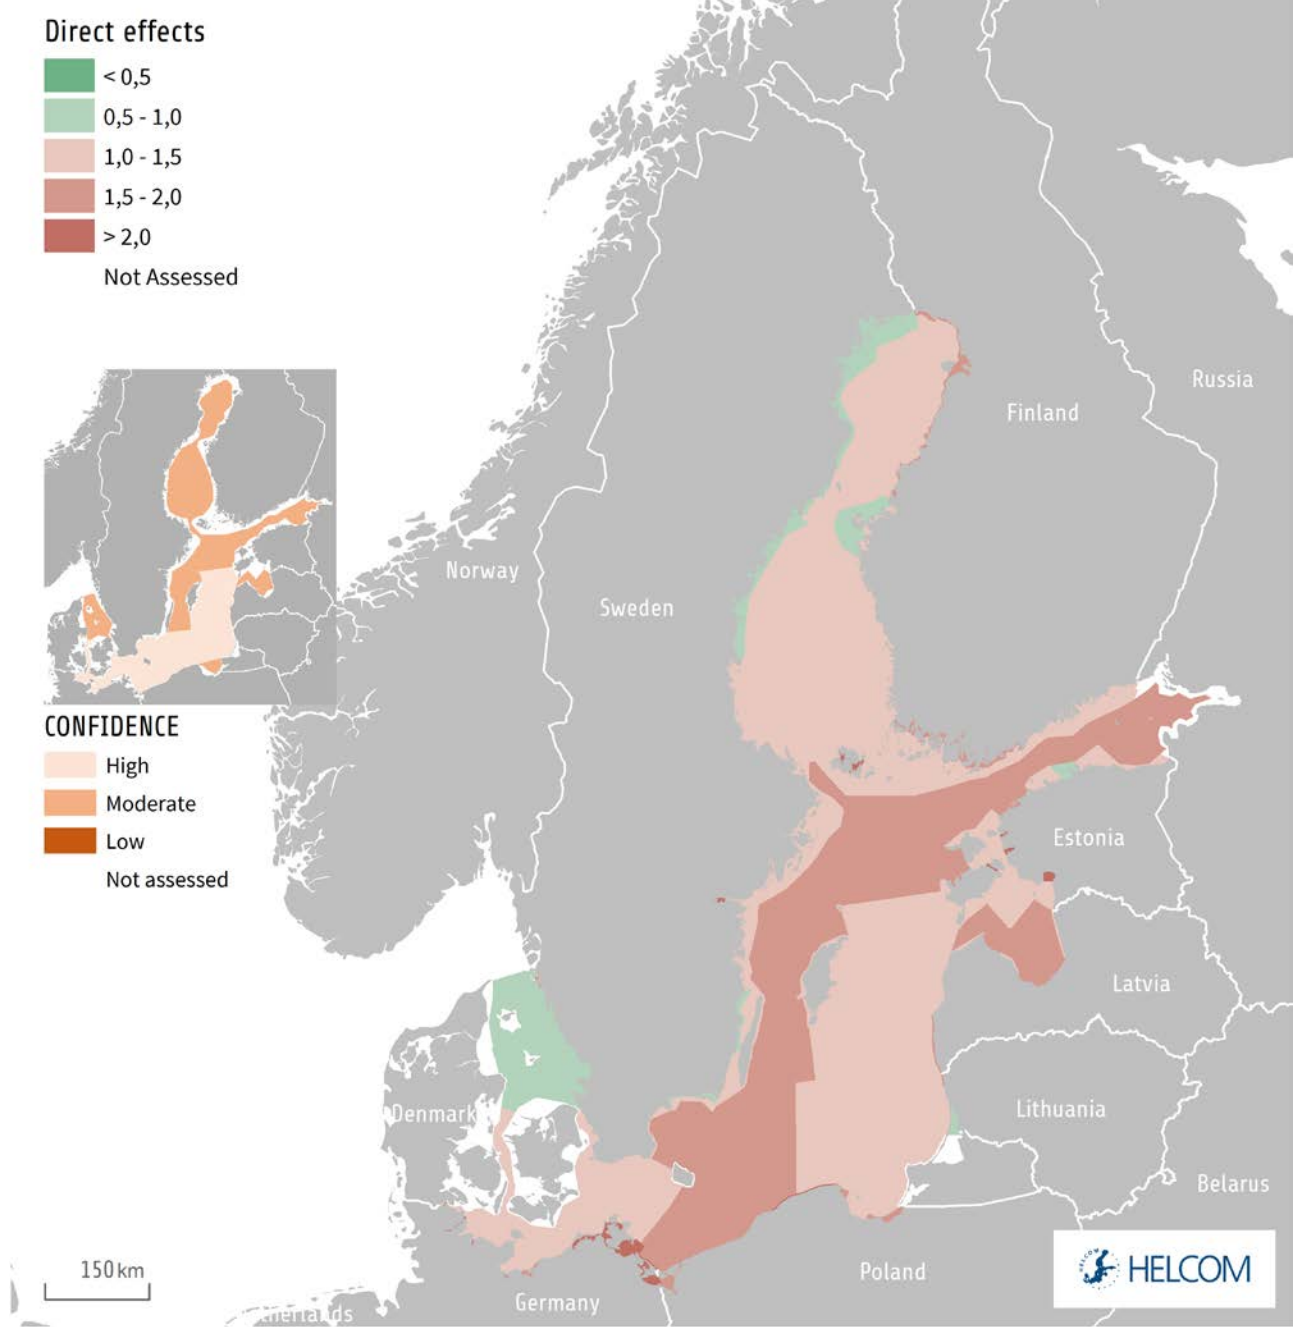 Direct effects
< 0,5
0,5 - 1,0
1,0 - 1,5
1,5 - 2,0
> 2,0
Not Assessed
Russia
Finland
Norway
Sweden
CONFIDENCE
High
Moderate
Low
Not assessed
Estonia
Latvia
Denmark
Lithuania
Belarus
150 km
Poland
HELCOM
Germany